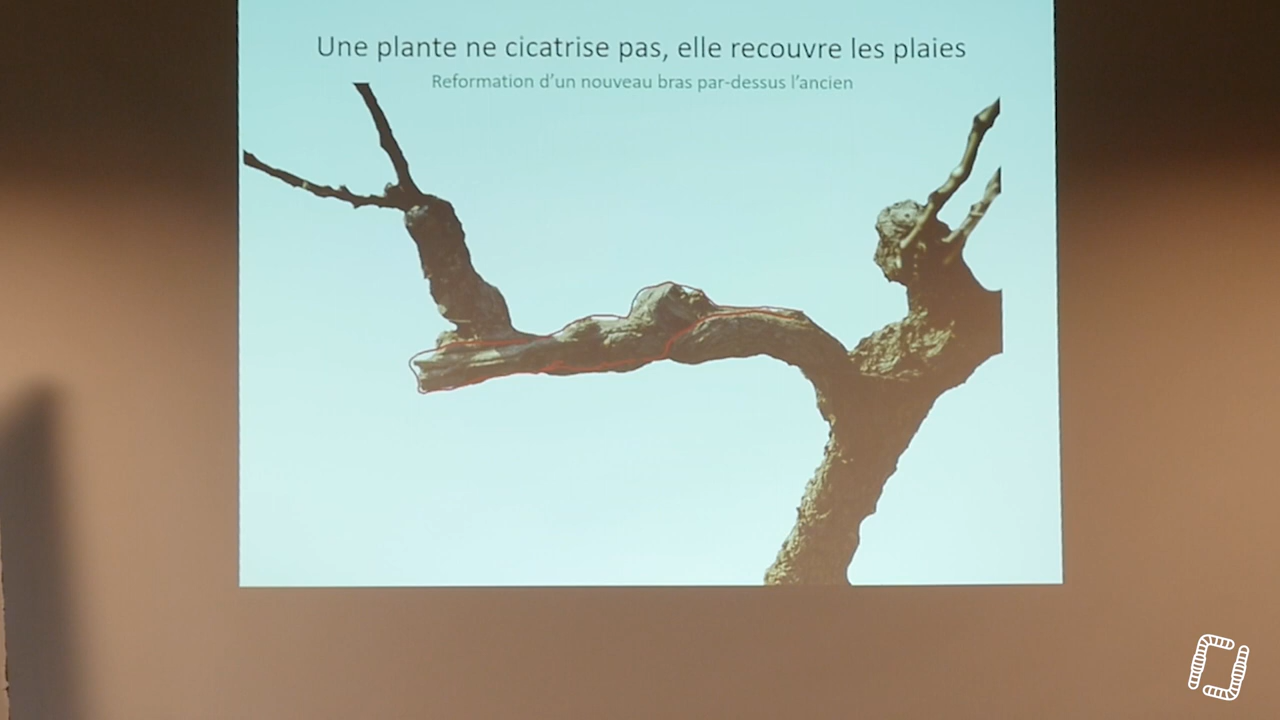 Une plante ne cicatrise pas, elle recouvre les plaies
Reformation d’un nouveau bras par-dessus l’ancien